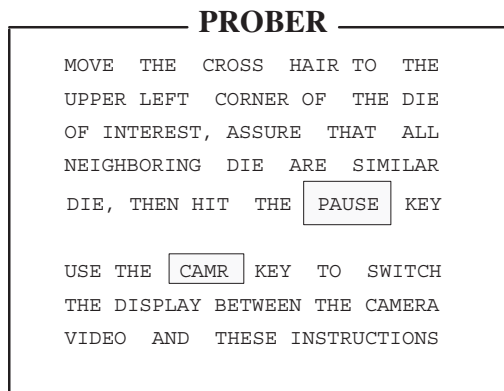 PROBER
MOVE THE CROSS HAIR TO THE
UPPER LEFT CORNER OF THE DIE
OF INTEREST, ASSURE THAT ALL
NEIGHBORING DIE ARE SIMILAR
DIE, THEN HIT THE PAUSE KEY
USE THE CAMR KEY TO SWITCH
THE DISPLAY BETWEEN THE CAMERA
VIDEO AND THESE INSTRUCTIONS